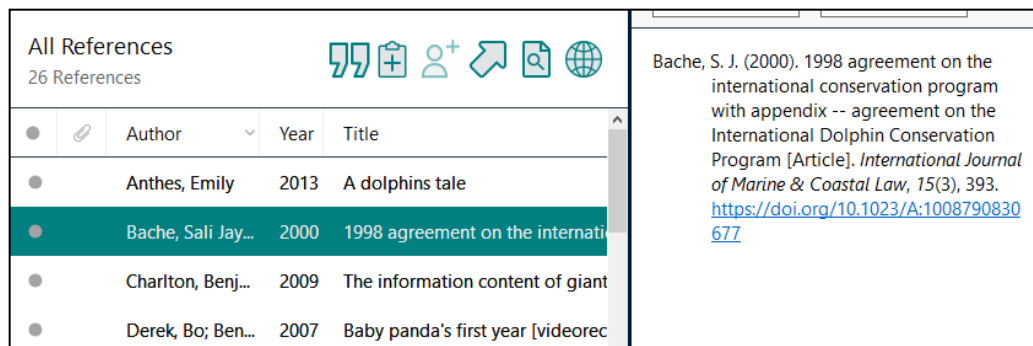 All References
26 References
Author Year Title
Anthes, Emily 2013 A dolphins tale
Bache, Sali Jay... 2000 1998 agreement on the internati
Charlton, Benj... 2009 The information content of giant
Derek, Bo; Ben... 2007 Baby panda's first year [videorec
Bache, S. J. (2000). 1998 agreement on the
international conservation program
with appendix -- agreement on the
International Dolphin Conservation
Program [Article]. International Journal
of Marine & Coastal Law, 15(3), 393.
https://doi.org/10.1023/A:1008790830
677